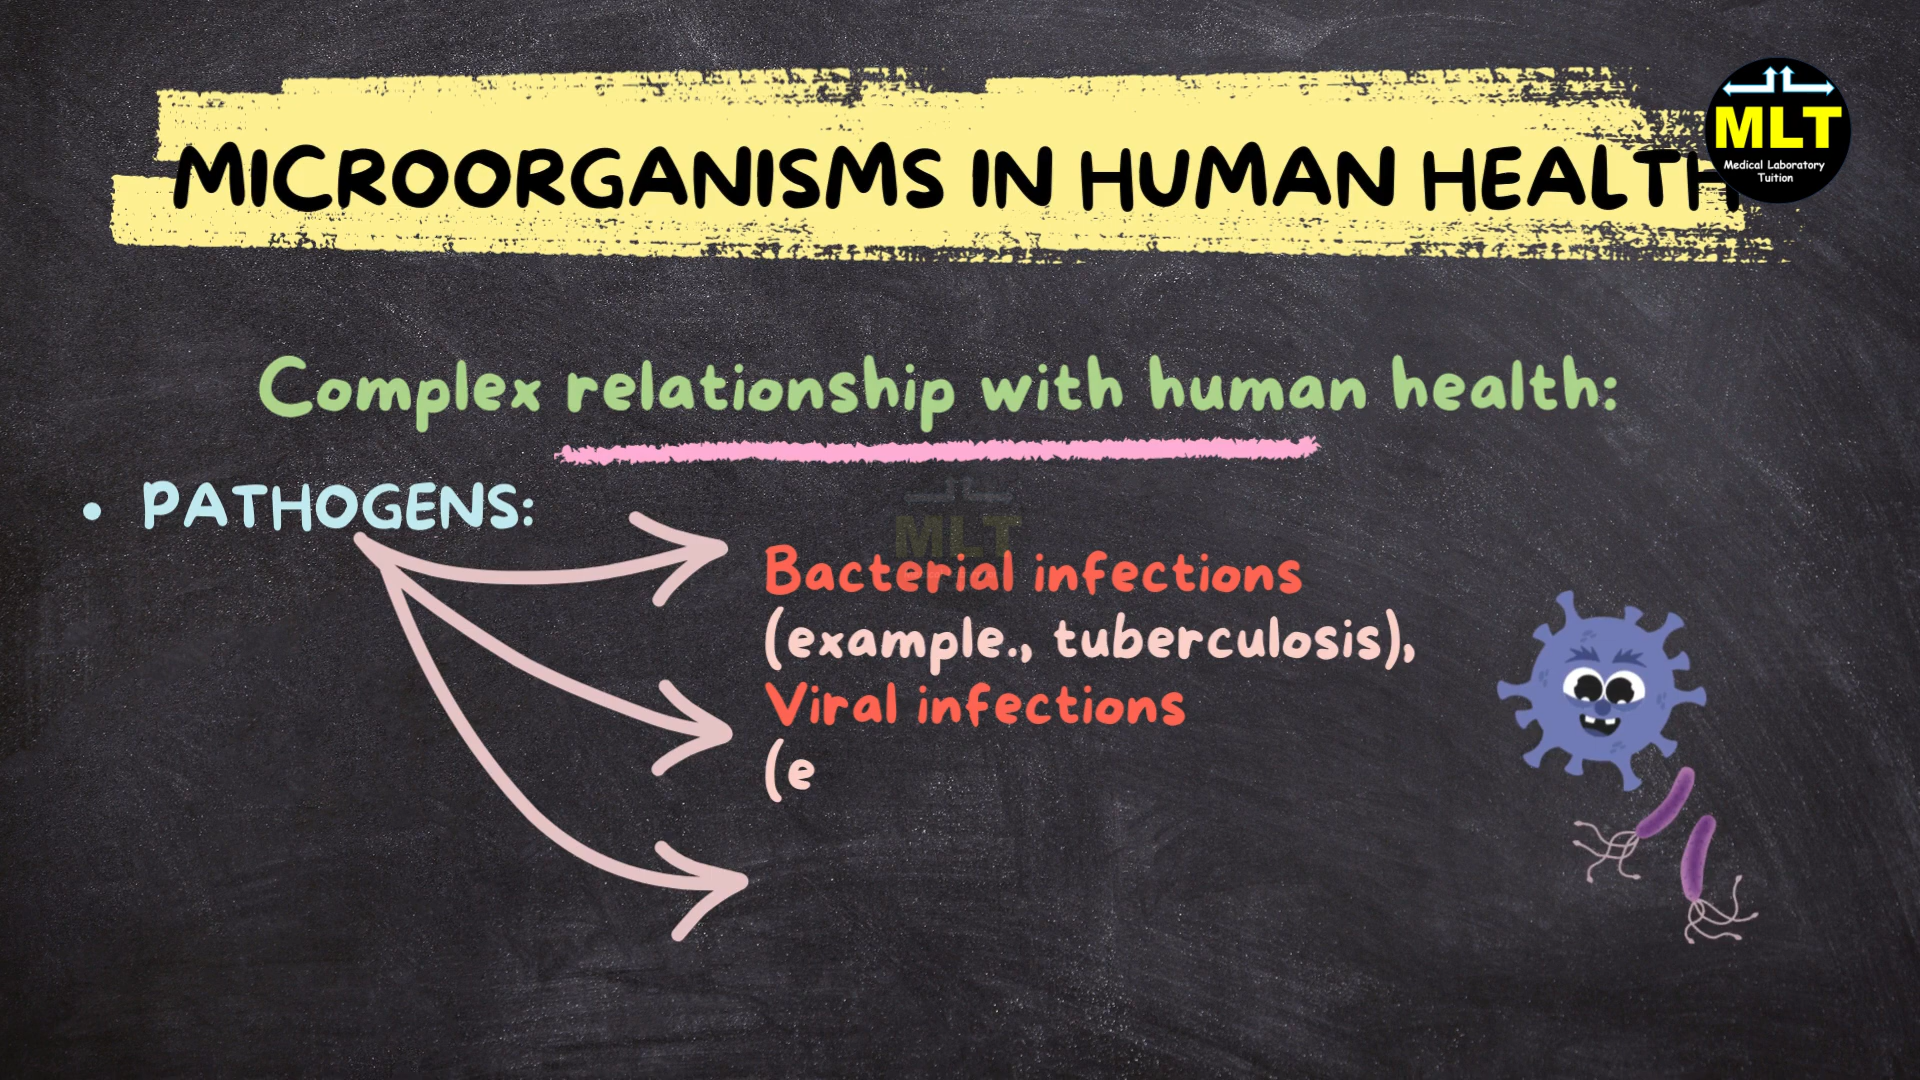 MICROORGANISMS IN HUMAN HEALTH
MLT
Medical Laboratory
Tuition
Complex relationship with human health:
• PATHOGENS:
MLT
Bacterial infections
(example., tuberculosis),
Viral infections
(e